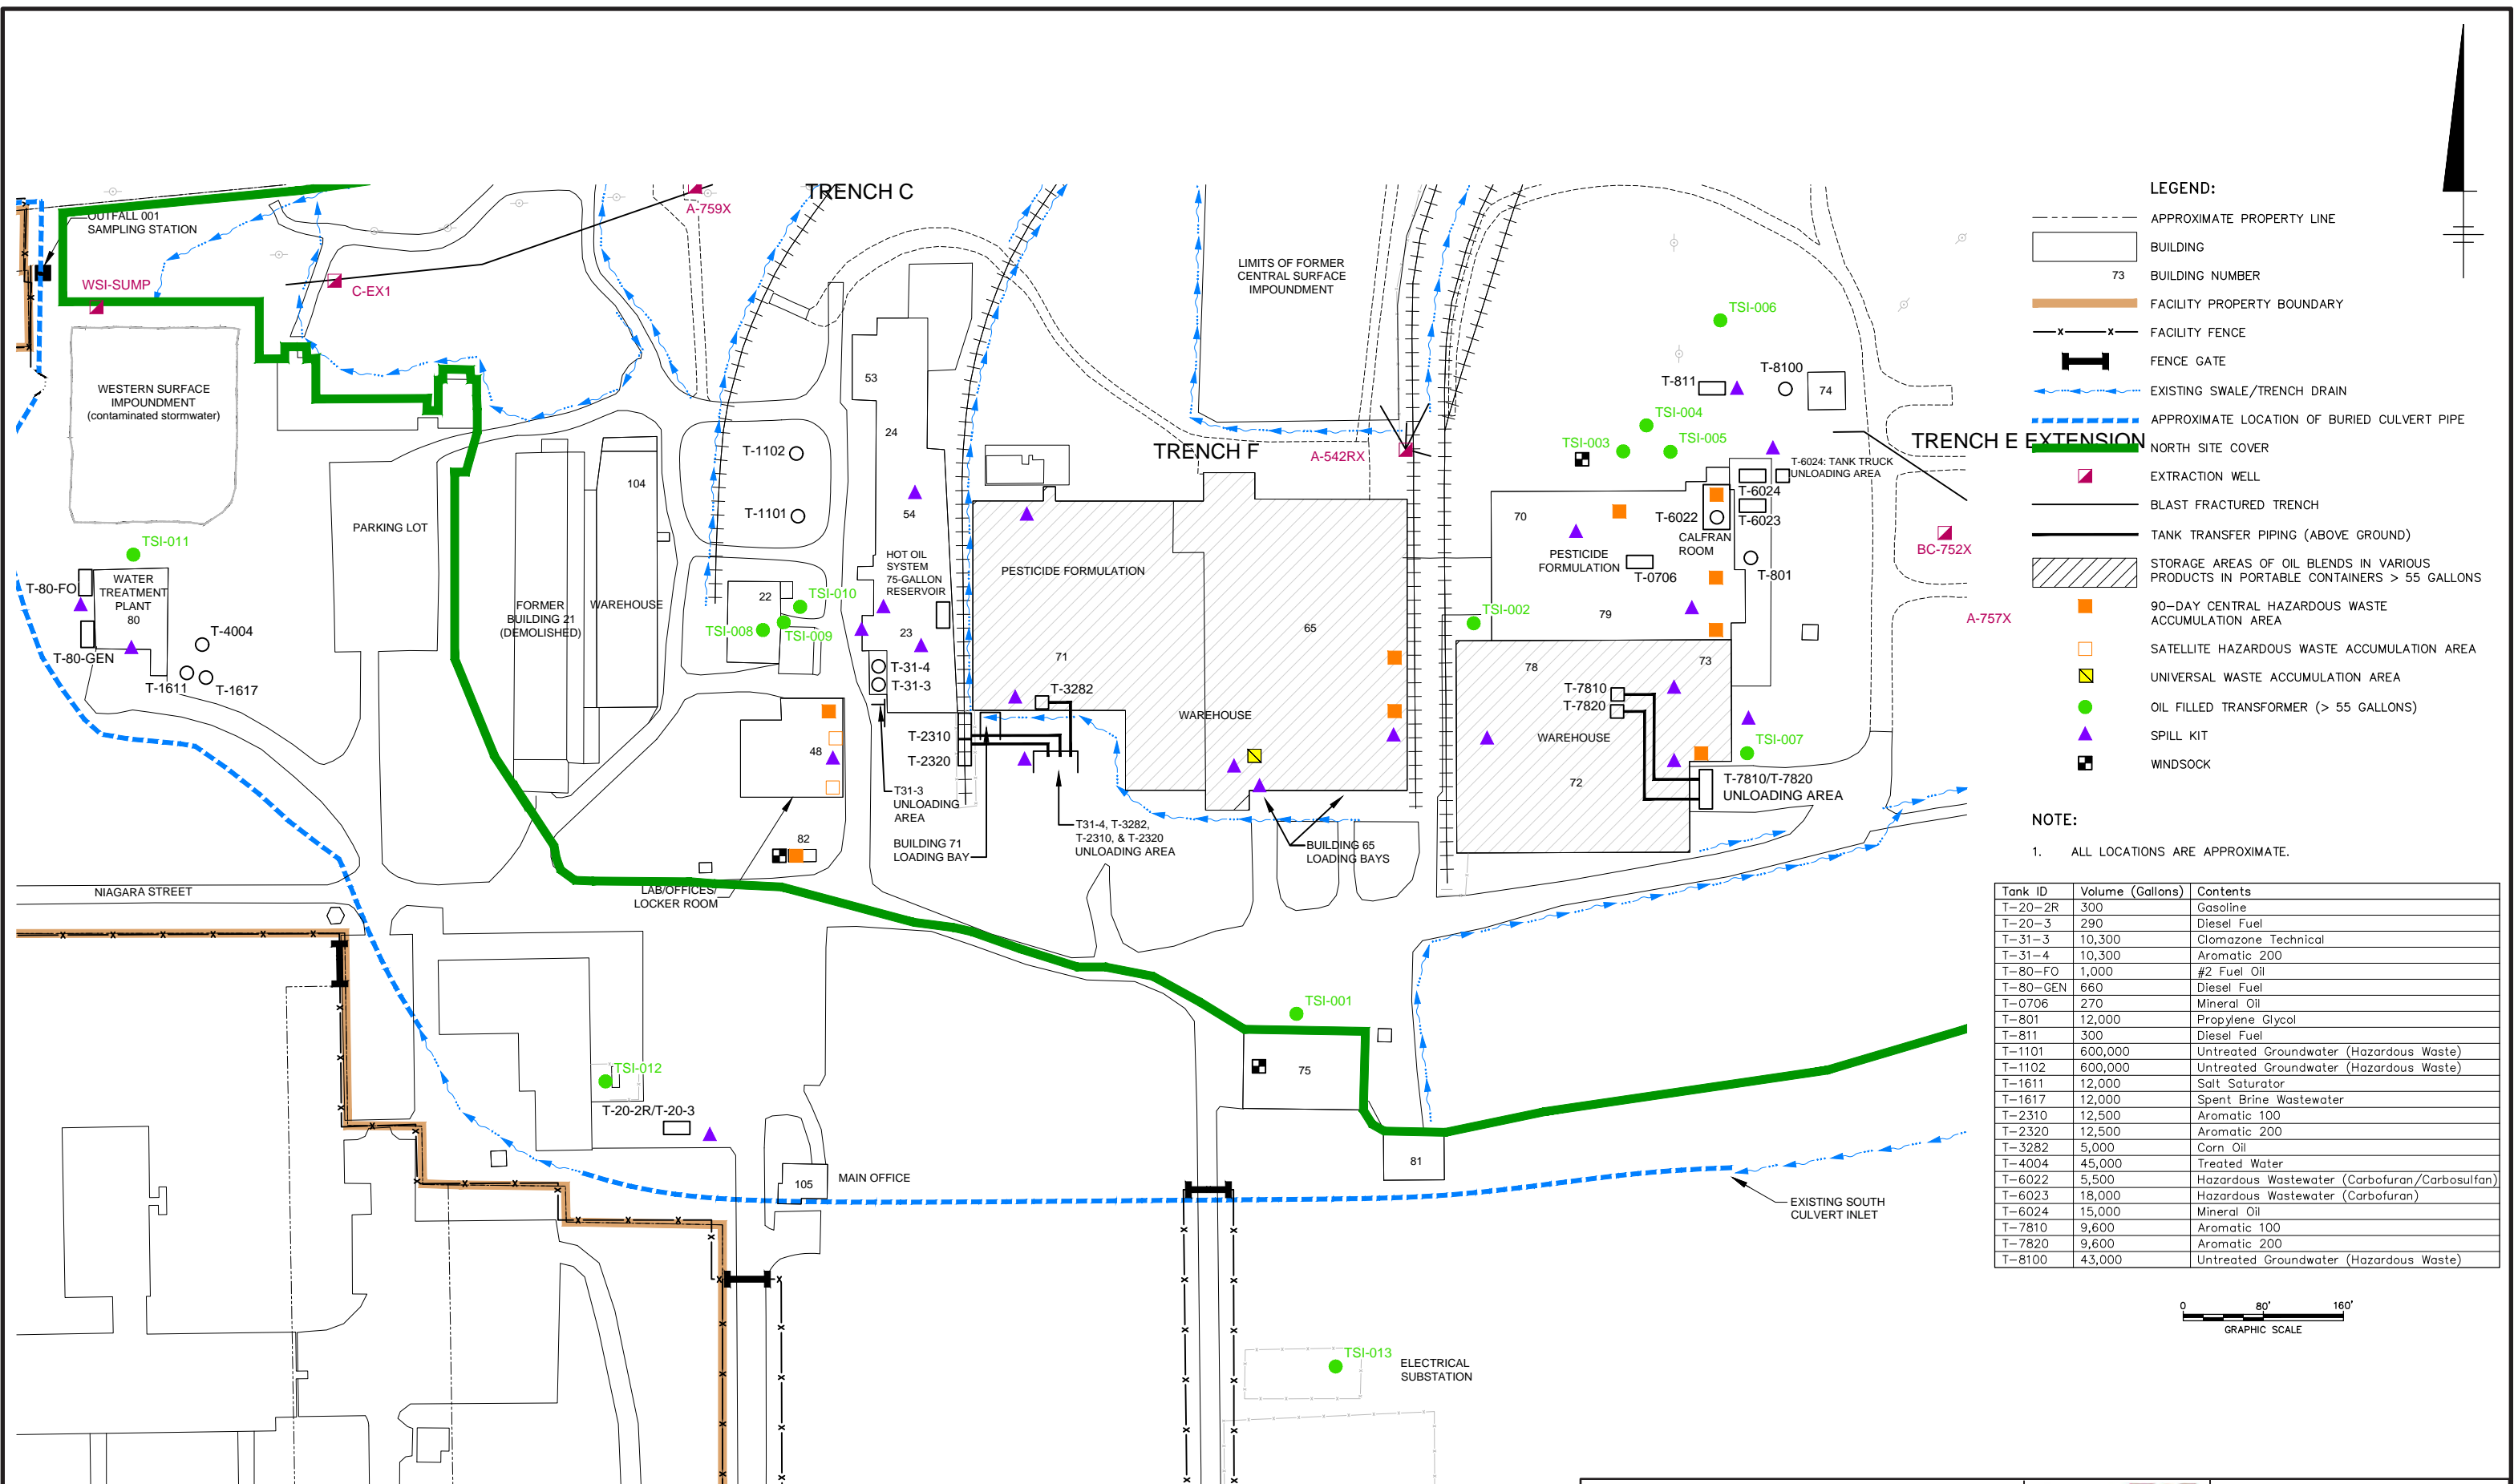 TRENCH C
OUTFALL 001
SAMPLING STATION
A-759X
WSI-SUMP
C-EX1
WESTERN SURFACE
IMPOUNDMENT
(contaminated stormwater)
LIMITS OF FORMER
CENTRAL SURFACE
IMPOUNDMENT
TSI-006
T-811
T-8100
74
53
24
TSI-004
TSI-003
TSI-005
TRENCH F
A-542RX
TRENCH E EXTENSION
T-1102
T-1101
104
54
PARKING LOT
T-6024: TANK TRUCK
UNLOADING AREA
T-6024
T-6022
T-6023
70
CALFRAN
ROOM
PESTICIDE
FORMULATION
T-0706
T-801
BC-752X
A-757X
TSI-011
T-80-FO
WATER
TREATMENT
PLANT
80
T-80-GEN
T-4004
T-1611
T-1617
FORMER
BUILDING 21
(DEMOLISHED)
WAREHOUSE
22
TSI-010
TSI-008
TSI-009
HOT OIL
SYSTEM
75-GALLON
RESERVOIR
23
T-31-4
T-31-3
PESTICIDE FORMULATION
65
71
TSI-002
79
78
73
T-3282
WAREHOUSE
T-7810
T-7820
WAREHOUSE
72
TSI-007
T-7810/T-7820
UNLOADING AREA
48
T-2310
T-2320
T31-3
UNLOADING
AREA
82
BUILDING 71
LOADING BAY
T31-4, T-3282,
T-2310, & T-2320
UNLOADING AREA
BUILDING 65
LOADING BAYS
NIAGARA STREET
LAB/OFFICES/
LOCKER ROOM
TSI-001
75
TSI-012
T-20-2R/T-20-3
81
105
MAIN OFFICE
EXISTING SOUTH
CULVERT INLET
TSI-013
ELECTRICAL
SUBSTATION
LEGEND:
APPROXIMATE PROPERTY LINE
BUILDING
73 BUILDING NUMBER
FACILITY PROPERTY BOUNDARY
FACILITY FENCE
FENCE GATE
EXISTING SWALE/TRENCH DRAIN
APPROXIMATE LOCATION OF BURIED CULVERT PIPE
NORTH SITE COVER
EXTRACTION WELL
BLAST FRACTURED TRENCH
TANK TRANSFER PIPING (ABOVE GROUND)
STORAGE AREAS OF OIL BLENDS IN VARIOUS
PRODUCTS IN PORTABLE CONTAINERS > 55 GALLONS
90-DAY CENTRAL HAZARDOUS WASTE
ACCUMULATION AREA
SATELLITE HAZARDOUS WASTE ACCUMULATION AREA
UNIVERSAL WASTE ACCUMULATION AREA
OIL FILLED TRANSFORMER (> 55 GALLONS)
SPILL KIT
WINDSOCK
NOTE:
1. ALL LOCATIONS ARE APPROXIMATE.
Tank ID Volume (Gallons) Contents
T-20-2R 300 Gasoline
T-20-3 290 Diesel Fuel
T-31-3 10,300 Clomazone Technical
T-31-4 10,300 Aromatic 200
T-80-FO 1,000 #2 Fuel Oil
T-80-GEN 660 Diesel Fuel
T-0706 270 Mineral Oil
T-801 12,000 Propylene Glycol
T-811 300 Diesel Fuel
T-1101 600,000 Untreated Groundwater (Hazardous Waste)
T-1102 600,000 Untreated Groundwater (Hazardous Waste)
T-1611 12,000 Salt Saturator
T-1617 12,000 Spent Brine Wastewater
T-2310 12,500 Aromatic 100
T-2320 12,500 Aromatic 200
T-3282 5,000 Corn Oil
T-4004 45,000 Treated Water
T-6022 5,500 Hazardous Wastewater (Carbofuran/Carbosulfan)
T-6023 18,000 Hazardous Wastewater (Carbofuran)
T-6024 15,000 Mineral Oil
T-7810 9,600 Aromatic 100
T-7820 9,600 Aromatic 200
T-8100 43,000 Untreated Groundwater (Hazardous Waste)
0 80' 160'
GRAPHIC SCALE